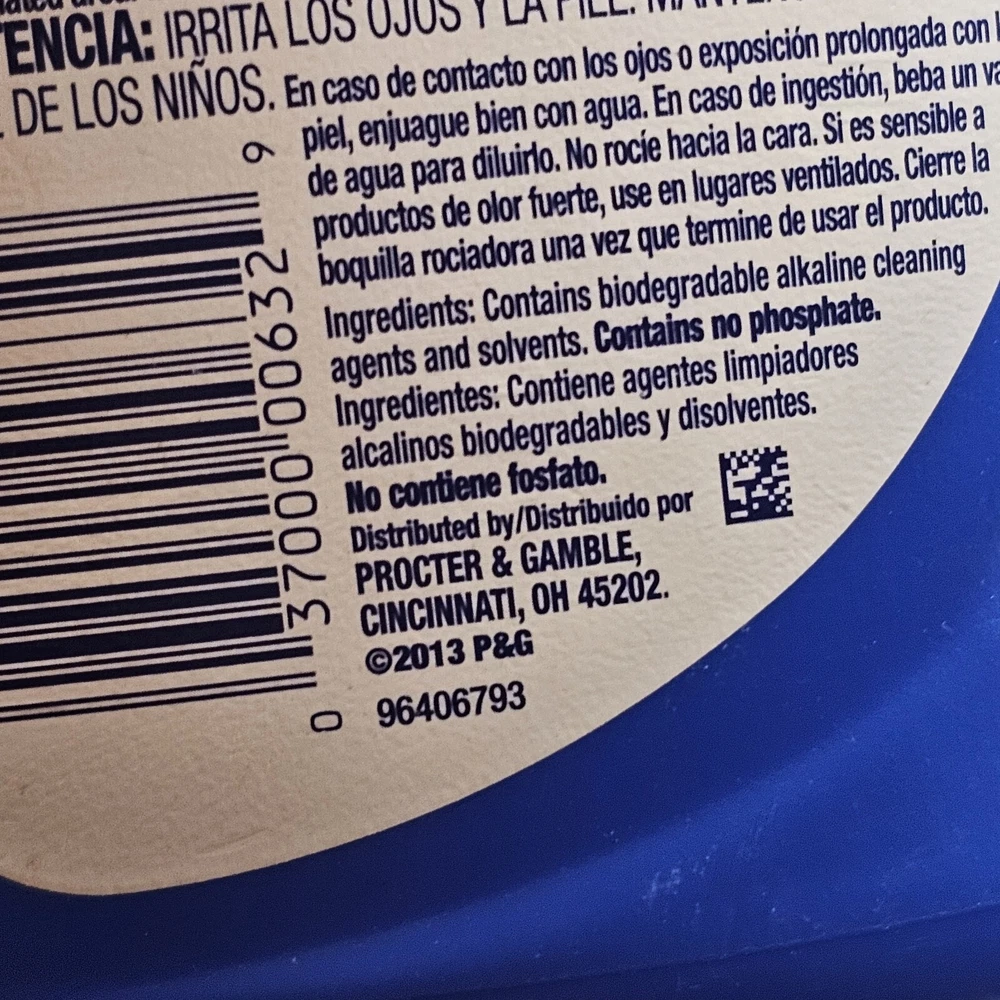 ENCIA: IRRITA LOS OJOS Y LA PIEL.
DE LOS NIÑOS. En caso de contacto con los ojos o exposición prolongada con
piel, enjuague bien con agua. En caso de ingestión, beba un
de agua para diluirlo. No rocíe hacia la cara. Si es sensible a
productos de olor fuerte, use en lugares ventilados. Cierre la
boquilla rociadora una vez que termine de usar el producto.
Ingredients: Contains biodegradable alkaline cleaning
agents and solvents. Contains no phosphate.
Ingredientes: Contiene agentes limpiadores
alcalinos biodegradables y disolventes.
No contiene fosfato.
Distributed by/Distribuido por
PROCTER & GAMBLE,
CINCINNATI, OH 45202.
©2013 P&G
96406793
0 37000 00632 9